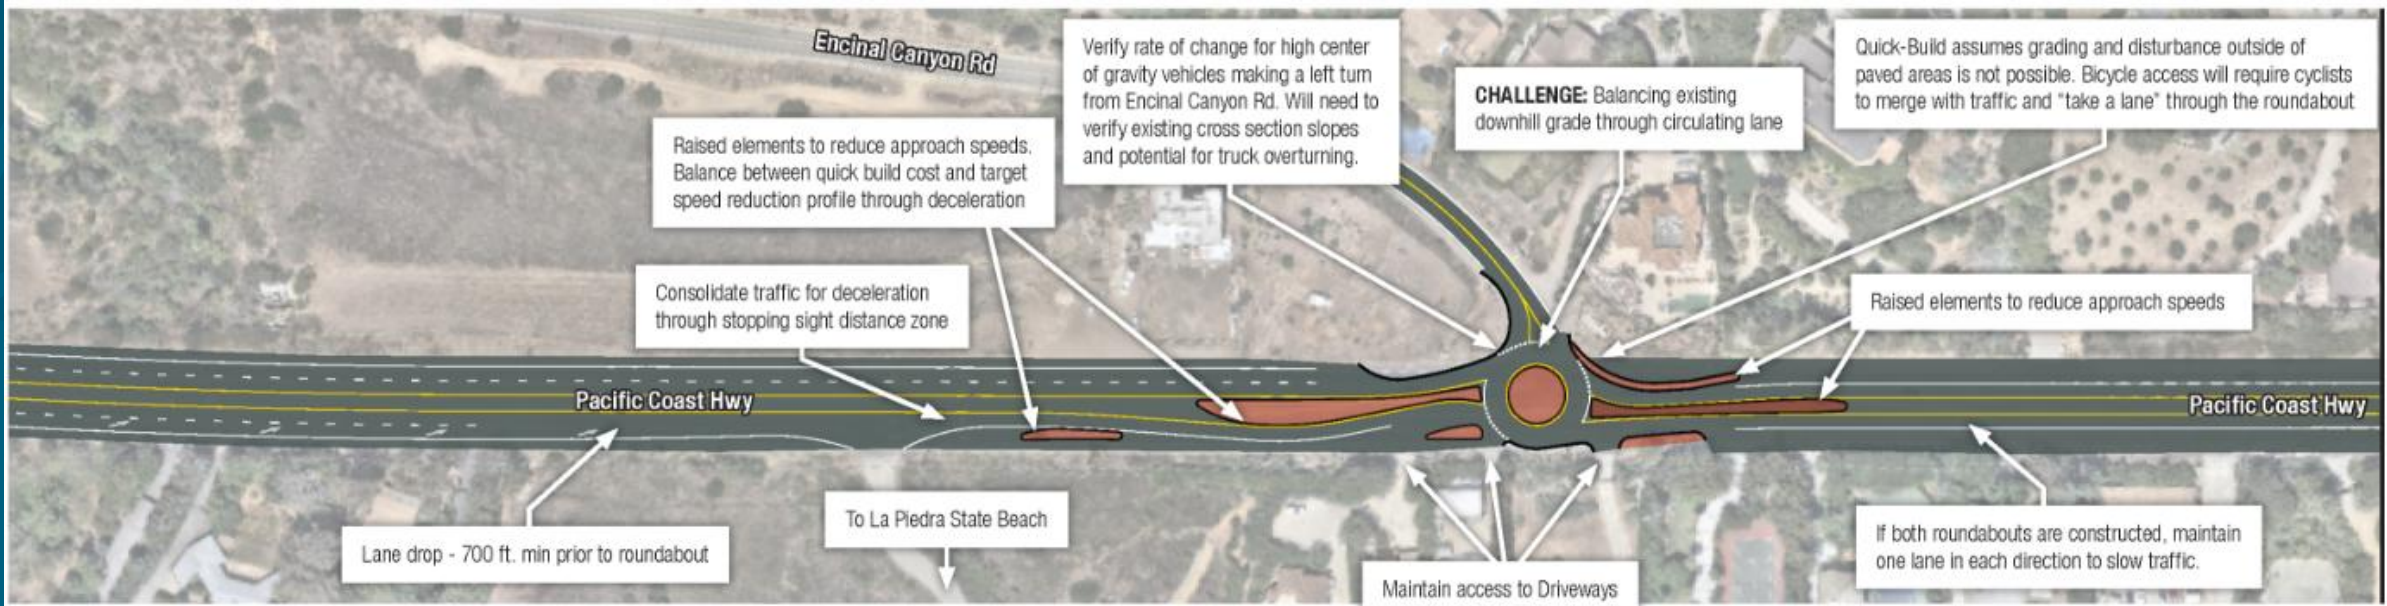 Encinal Canyon Rd
Verify rate of change for high center
of gravity vehicles making a left turn
from Encinal Canyon Rd. Will need to
verify existing cross section slopes
and potential for truck overturning.
CHALLENGE: Balancing existing
downhill grade through circulating lane
Quick-Build assumes grading and disturbance outside of
paved areas is not possible. Bicycle access will require cyclists
to merge with traffic and "take a lane" through the roundabout
Raised elements to reduce approach speeds.
Balance between quick build cost and target
speed reduction profile through deceleration
Consolidate traffic for deceleration
through stopping sight distance zone
Raised elements to reduce approach speeds
Pacific Coast Hwy
Pacific Coast Hwy
Lane drop - 700 ft. min prior to roundabout
To La Piedra State Beach
Maintain access to Driveways
If both roundabouts are constructed, maintain
one lane in each direction to slow traffic.